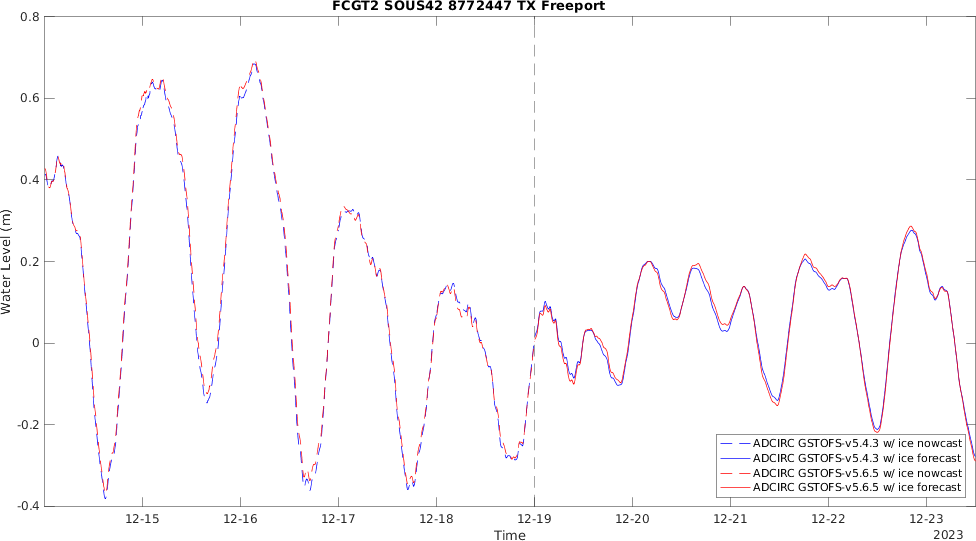 FCGT2 SOUS42 8772447 TX Freeport
0.8
0.6
0.4
0.2
0
-0.2
-0.4
Water Level (m)
ADCIRC GSTOFS-v5.4.3 w/ ice nowcast
ADCIRC GSTOFS-v5.4.3 w/ ice forecast
ADCIRC GSTOFS-v5.6.5 w/ ice nowcast
ADCIRC GSTOFS-v5.6.5 w/ ice forecast
12-15 12-16 12-17 12-18 12-19 12-20 12-21 12-22 12-23
Time
2023